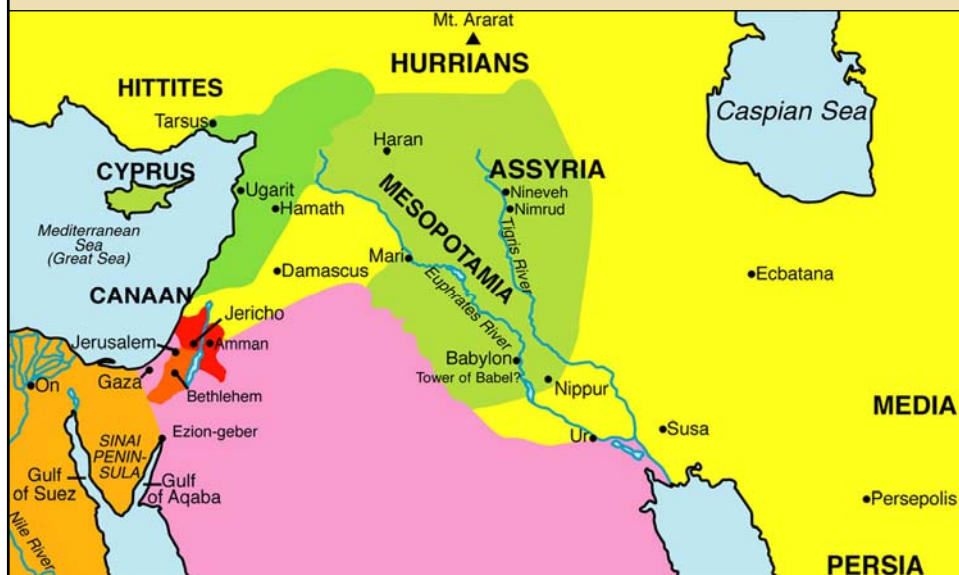 Mt. Ararat
HURRIANS
HITTITES
Tarsus
Caspian Sea
Haran
CYPRUS
ASSYRIA
Ugarit
Nineveh
Hamath
Nimrud
MESOPOTAMIA
Tigris River
Mediterranean
Sea
(Great Sea)
Mari
Damascus
Ecbatana
Euphrates River
CANAAN
Jericho
Jerusalem
Amman
Babylon
Tower of Babel?
Gaza
On
Bethlehem
Nippur
MEDIA
Ezion-geber
Ur
Susa
SINAI
PENIN-
SULA
Gulf
of Suez
Gulf
of Aqaba
Persepolis
Nile River
PERSIA